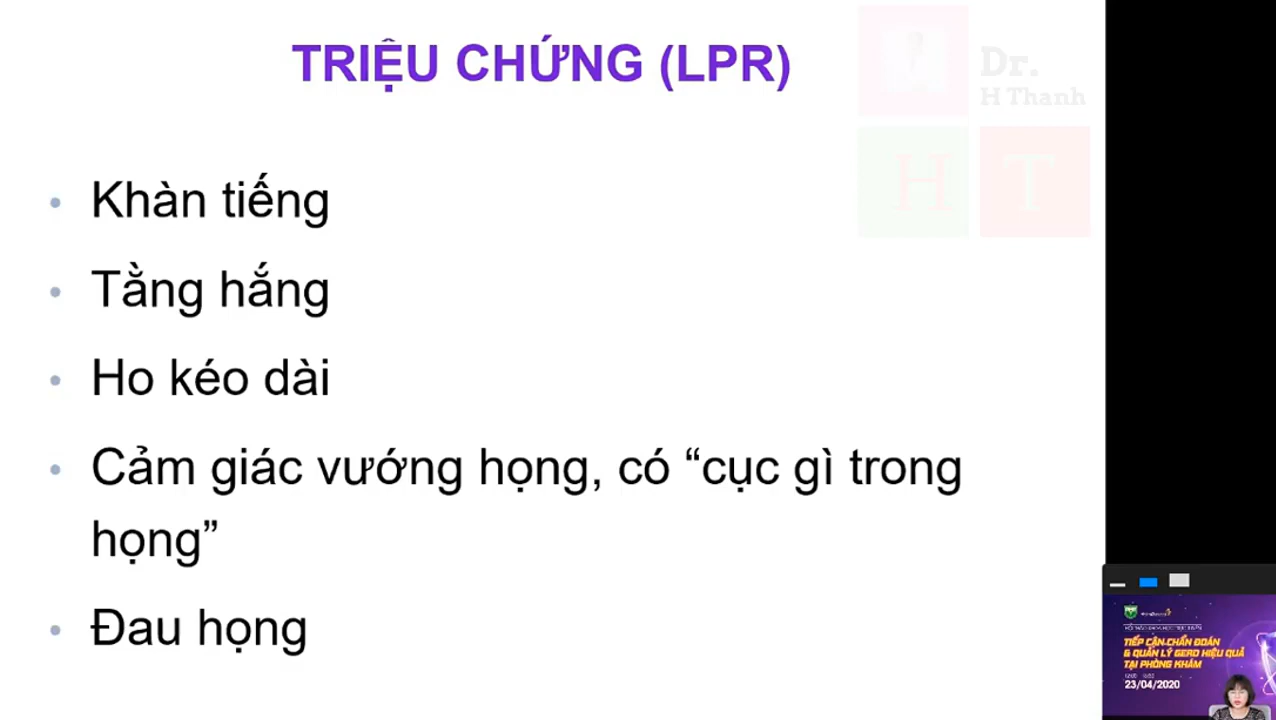 TRIỆU CHỨNG (LPR)
Dr.
H Thanh
H T
Khàn tiếng
Tằng hắng
Ho kéo dài
Cảm giác vướng họng, có “cục gì trong
họng”
Đau họng
TIẾP CẬN CHẨN ĐOÁN
& QUẢN LÝ GERD HIỆU QUẢ
TẠI PHÒNG KHÁM
23/04/2020